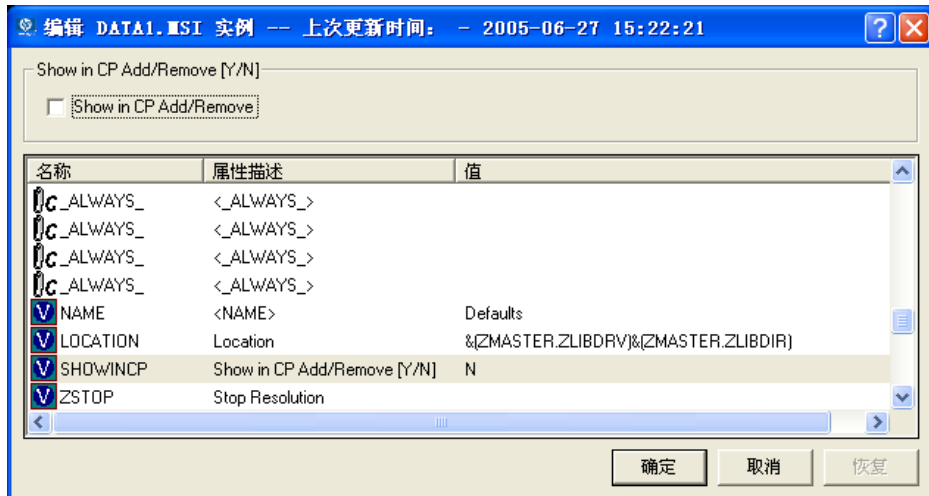 编辑 DATA1.MSI 实例 -- 上次更新时间： - 2005-06-27 15:22:21
Show in CP Add/Remove [Y/N]
Show in CP Add/Remove
名称 属性描述 值
_ALWAYS_ <_ALWAYS_>
_ALWAYS_ <_ALWAYS_>
_ALWAYS_ <_ALWAYS_>
_ALWAYS_ <_ALWAYS_>
V NAME <NAME> Defaults
V LOCATION Location &(ZMASTER.ZLIBDRV)&(ZMASTER.ZLIBDIR)
V SHOWINCP Show in CP Add/Remove [Y/N] N
V ZSTOP Stop Resolution
确定 取消 恢复